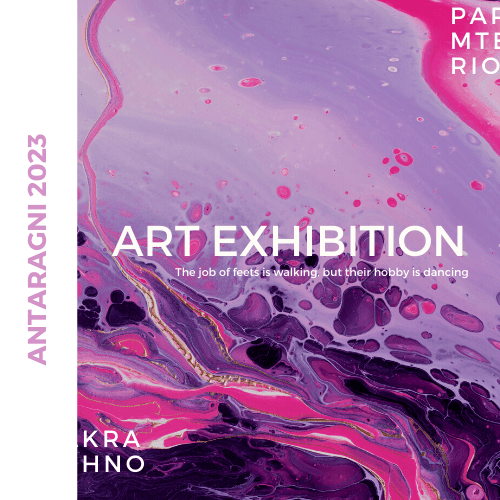 PAR
MTE
RIO
ANTARAGNI 2023
ART EXHIBITION
The job of feets is walking, but their hobby is dancing
KRA
HNO